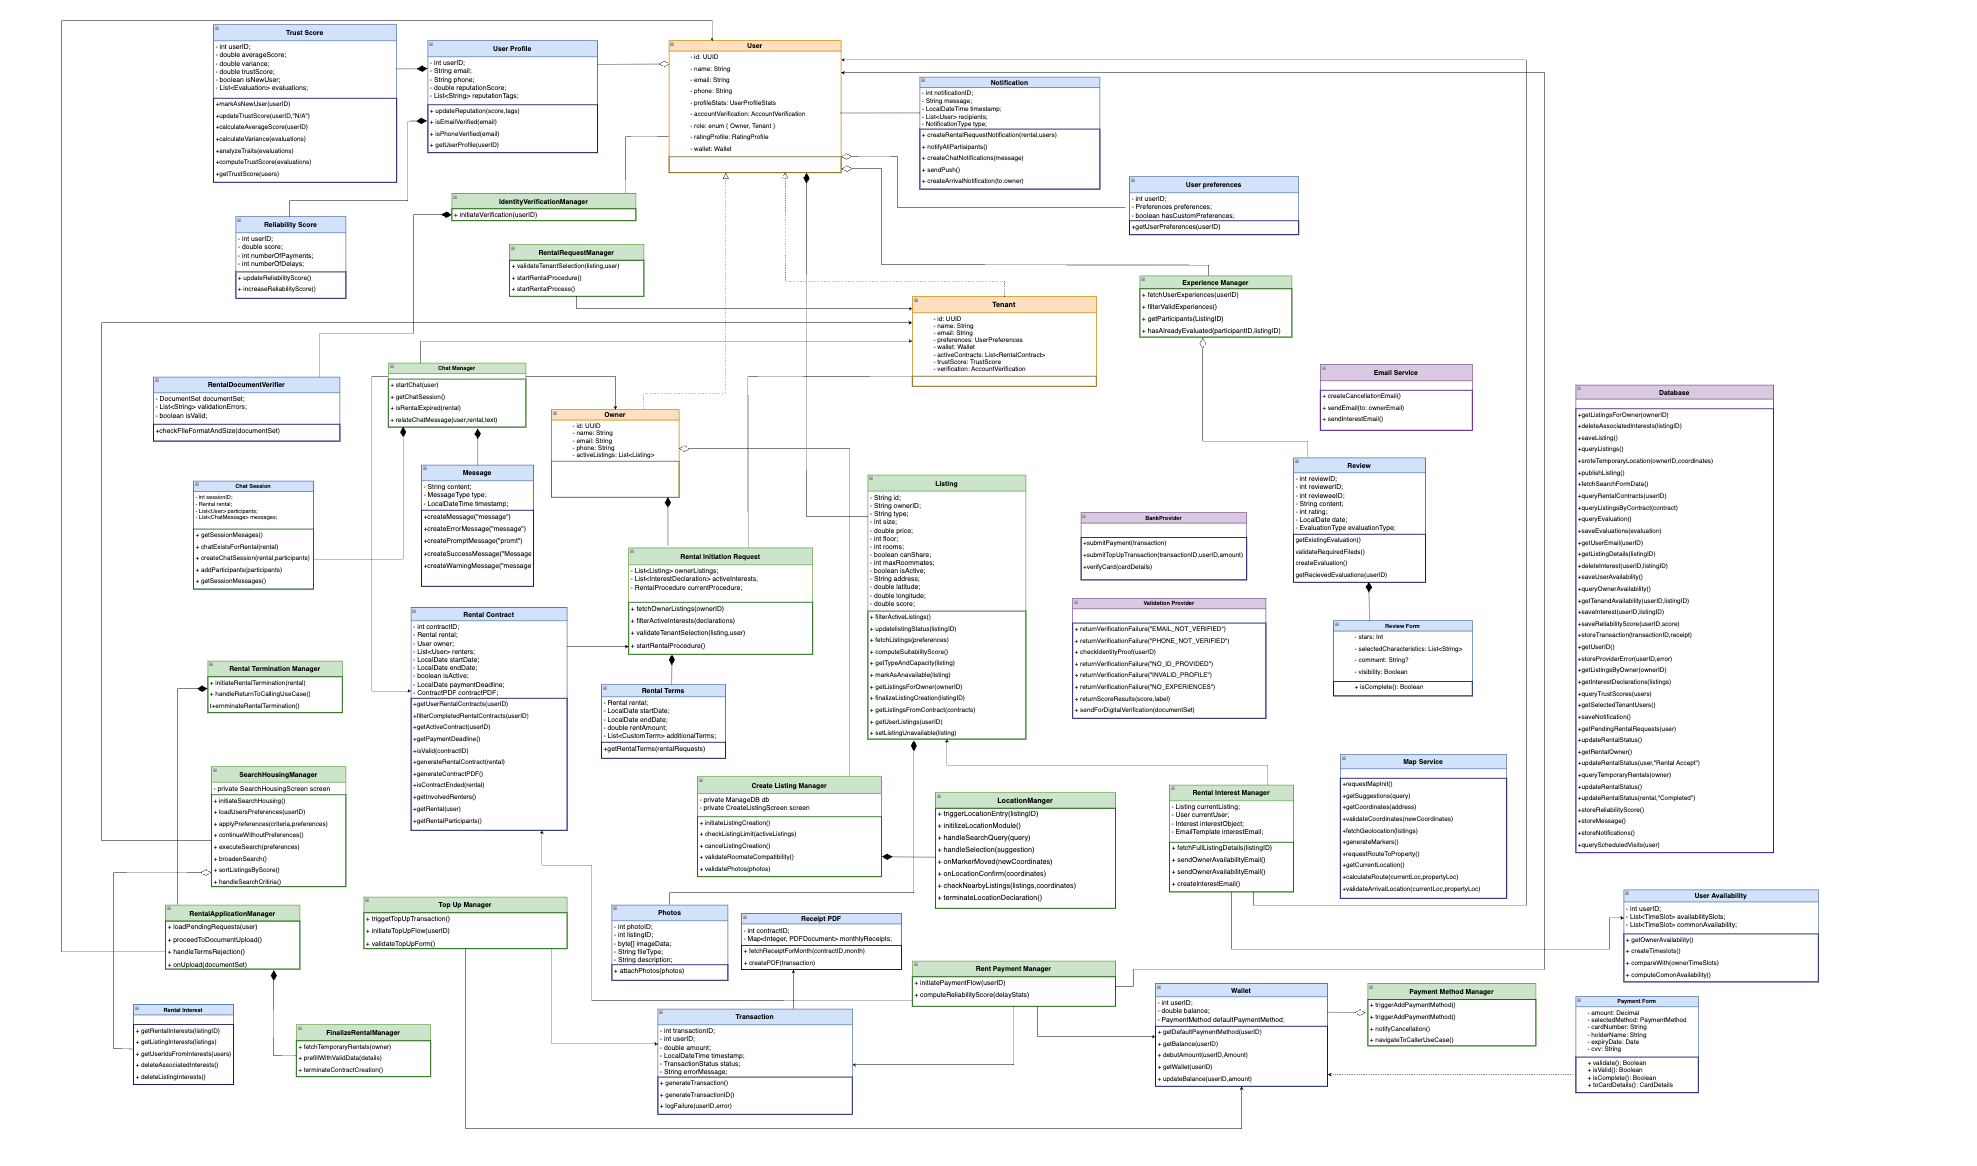 Trust Score
- int userID;
- double averageScore;
- double variance;
- double trustScore;
- boolean isNewUser;
- List<Evaluation> evaluations;
+markAsNewUser(userID)
+updateTrustScore(userID,"N/A")
+calculateAverageScore(userID)
+calculateVariance(evaluations)
+analyzeTraits(evaluations)
+computeTrustScore(evaluations)
+getTrustScore(users)
User Profile
- int userID;
- String email;
- String phone;
- double reputationScore;
- List<String> reputationTags;
+ updateReputation(score,tags)
+ isEmailVerified(email)
+ isPhoneVerified(email)
+ getUserProfile(userID)
User
- id: UUID
- name: String
- email: String
- phone: String
- profileStats: UserProfileStats
- accountVerification: AccountVerification
- role: enum { Owner, Tenant }
- ratingProfile: RatingProfile
- wallet: Wallet
Notification
- int notificationID;
- String message;
- LocalDateTime timestamp;
- List<User> recipients;
- NotificationType type;
+ createRentalRequestNotification(rental,users)
+ notifyAllPartisipants()
+ createChatNotifications(message)
+ sendPush()
+ createArrivalNotification(to:owner)
User preferences
- int userID;
- Preferences preferences;
- boolean hasCustomPreferences;
+getUserPreferences(userID)
IdentityVerificationManager
+ initiateVerification(userID)
Reliability Score
- int userID;
- double score;
- int numberOfPayments;
- int numberOfDelays;
+ updateReliabilityScore()
+ increaseReliabilityScore()
RentalRequestManager
+ validateTenantSelection(listing,user)
+ startRentalProcedure()
+ startRentalProcess()
Experience Manager
+ fetchUserExperiences(userID)
+ filterValidExperiences()
+ getParticipants(ListingID)
+ hasAlreadyEvaluated(participantID,listingID)
Tenant
- id: UUID
- name: String
- email: String
- preferences: UserPreferences
- wallet: Wallet
- activeContracts: List<RentalContract>
- trustScore: TrustScore
- verification: AccountVerification
RentalDocumentVerifier
- DocumentSet documentSet;
- List<String> validationErrors;
- boolean isValid;
+checkFIleFormatAndSize(documentSet)
Chat Manager
+ startChat(user)
+ getChatSession()
+ isRentalExpired(rental)
+ relateChatMessage(user,rental,text)
Owner
- id: UUID
- name: String
- email: String
- phone: String
- activeListings: List<Listing>
Email Service
+ createCancellationEmail()
+ sendEmail(to: ownerEmail)
+ sendInterestEmail()
Database
+getListingsForOwner(ownerID)
+deleteAssociatedInterests(listingID)
+saveListing()
+queryListings()
+sroteTemporaryLocation(ownerID,coordinates)
+publishListing()
+fetchSearchFormData()
+queryRentalContracts(userID)
+queryListingsByContract(contract)
+queryEvaluation()
+saveEvaluations(evaluation)
+getUserEmail(userID)
+getListingDetails(listingID)
+deleteInterest(userID,listingID)
+saveUserAvailability()
+queryOwnerAvailability()
+getTenandAvailability(userID,listingID)
+saveInterest(userID,listingID)
+saveReliabilityScore(userID,score)
+storeTransaction(transactionID,receipt)
+getUserID()
+storeProviderError(userID,error)
+getListingsByOwner(ownerID)
+getInterestDeclarations(listings)
+queryTrustScores(users)
+getSelectedTenantUsers()
+saveNotification()
+getPendingRentalRequests(user)
+updateRentalStatus()
+getRentalOwner()
+updateRentalStatus(user,"Rental Accept")
+queryTemporaryRentals(owner)
+updateRentalStatus()
+updateRentalStatus(rental,"Completed")
+storeReliabilityScore()
+storeMessage()
+storeNotifications()
+queryScheduledVisits(user)
Chat Session
- int sessionID;
- Rental rental;
- List<User> participants;
- List<ChatMessage> messages;
+ getSessionMesages()
+ chatExistsForRental(rental)
+ createChatSession(rental,participants)
+ addParticipants(participants)
+ getSessionMessages()
Message
- String content;
- MessageType type;
- LocalDateTime timestamp;
+createMessage("message")
+createErrorMessage("message")
+createPromptMessage("promt")
+createSuccessMessage("Message
+createWarningMessage("message
Listing
- String id;
- String ownerID;
- String type;
- int size;
- double price;
- int floor;
- int rooms;
- boolean canShare;
- int maxRoommates;
- boolean isActive;
- String address;
- double latitude;
- double longitude;
- double score;
+ filterActiveListings()
+ updatelistingStatus(listingID)
+ fetchListings(preferences)
+ computeSuitabilityScore()
+ getTypeAndCapacity(listing)
+ markAsAnavailable(listing)
+ getListingsForOwner(ownerID)
+ finalizeListingCreation(listingID)
+ getListingsFromContract(contracts)
+ getUserListings(userID)
+ setListingUnavailable(listing)
Review
- int reviewID;
- int reviewerID;
- int revieweeID;
- String content;
- int rating;
- LocalDate date;
- EvaluationType evaluationType;
getExistingEvaluation()
validateRequiredFileds()
createEvaluation()
getRecievedEvaluations(userID)
BankProvider
+submitPayment(transaction)
+submitTopUpTransaction(transactionID,userID,amount)
+verifyCard(cardDetails)
Rental Initiation Request
- List<Listing> ownerListings;
- List<InterestDeclaration> activeInterests;
- RentalProcedure currentProcedure;
+ fetchOwnerListings(ownerID)
+ filterActiveInterests(declarations)
+ validateTenantSelection(listing,user)
+ startRentalProcedure()
Validation Provider
+ returnVerificationFailure("EMAIL_NOT_VERIFIED")
+ returnVerificationFailure("PHONE_NOT_VERIFIED")
+ checkIdentityProof(userID)
+ returnVerificationFailure("NO_ID_PROVIDED")
+ returnVerificationFailure("INVALID_PROFILE")
+ returnVerificationFailure("NO_EXPERIENCES")
+ returnScoreResults(score,label)
+ sendForDigitalVerification(documentSet)
Review Form
- stars: Int
- selectedCharacteristics: List<String>
- comment: String?
- visibility: Boolean
+ isComplete(): Boolean
Rental Contract
- int contractID;
- Rental rental;
- User owner;
- List<User> renters;
- LocalDate startDate;
- LocalDate endDate;
- boolean isActive;
- LocalDate paymentDeadline;
- ContractPDF contractPDF;
+getUserRentalContracts(userID)
+filterCompletedRentalContracts(userID)
+getActiveContract(userID)
+getPaymentDeadline()
+isValid(contractID)
+generateRentalContract(rental)
+generateContractPDF()
+isContractEnded(rental)
+getInvolvedRenters()
+getRental(user)
+getRentalParticipants()
Rental Termination Manager
+ initiateRentalTermination(rental)
+ handleReturnToCallingUseCase()
t+ernminateRentalTermination()
Rental Terms
- Rental rental;
- LocalDate startDate;
- LocalDate endDate;
- double rentAmount;
- List<CustomTerm> additionalTerms;
+getRentalTerms(rentalRequests)
SearchHousingManager
- private SearchHousingScreen screen
+ initiateSearchHousing()
+ loadUsersPreferences(userID)
+ applyPreferences(criteria,preferences)
+ continueWithoutPreferences()
+ executeSearch(preferences)
+ broadenSearch()
+ sortListingsByScore()
+ handleSearchCritiria()
Create Listing Manager
- private ManageDB db
- private CreateListingScreen screen
+ initiateListingCreation()
+ checkListingLimit(activeListings)
+ cancelListingCreation()
+ validateRoomateCompatibility()
+ validatePhotos(photos)
LocationManger
+ triggerLocationEntry(listingID)
+ initilizeLocationModule()
+ handleSearchQuery(query)
+ handleSelection(suggestion)
+ onMarkerMoved(newCoordinates)
+ onLocationConfirm(coordinates)
+ checkNearbyListings(listings,coordinates)
+ terminateLocationDeclaration()
Rental Interest Manager
- Listing currentListing;
- User currentUser;
- Interest interestObject;
- EmailTemplate interestEmail;
+ fetchFullListingDetails(listingID)
+ sendOwnerAvailabilityEmail()
+ sendOwnerAvailabilityEmail()
+ createInterestEmail()
Map Service
+requestMapInit()
+getSuggestions(query)
+getCoordinates(address)
+validateCoordinates(newCoordinates)
+fetchGeolocation(listings)
+generateMarkers()
+requestRouteToProperty()
+getCurrentLocation()
+calculateRoute(currentLoc,propertyLoc)
+validateArrivalLocation(currentLoc,propertyLoc)
User Availability
- int userID;
- List<TimeSlot> availabilitySlots;
- List<TimeSlot> commonAvailability;
+ getOwnerAvailability()
+ createTimeslots()
+ compareWith(ownerTimeSlots)
+ computeComonAvailability()
RentalApplicationManager
+ loadPendingRequests(user)
+ proceedToDocumentUpload()
+ handleTermsRejection()
+ onUpload(documentSet)
Top Up Manager
+ triggetTopUpTransaction()
+ initiateTopUpFlow(userID)
+ validateTopUpForm()
Photos
- int photoID;
- int listingID;
- byte[] imageData;
- String fileType;
- String description;
+ attachPhotos(photos)
Receipt PDF
- int contractID;
- Map<Integer, PDFDocument> monthlyReceipts;
+ fetchReceiptForMonth(contractID,month)
+ createPDF(transaction)
Rent Payment Manager
+ initiatePaymentFlow(userID)
+ computeReliabilityScore(delayStats)
Wallet
- int userID;
- double balance;
- PaymentMethod defaultPaymentMethod;
+ getDefaultPaymentMethod(userID)
+ getBalance(userID)
+ debutAmount(userID,Amount)
+ getWallet(userID)
+ updateBalance(userID,amount)
Payment Method Manager
+ triggerAddPaymentMethod()
+ triggerAddPaymentMethod()
+ notifyCancellation()
+ navigateToCallerUseCase()
Payment Form
- amount: Decimal
- selectedMethod: PaymentMethod
- cardNumber: String
- holderName: String
- expiryDate: Date
- cvv: String
+ validate(): Boolean
+ isValid(): Boolean
+ isComplete(): Boolean
+ toCardDetails(): CardDetails
Rental Interest
+ getRentalInterests(listingID)
+ getListingInterests(listings)
+ getUserIdsFromInterests(users)
+ deleteAssociatedInterests()
+ deleteListingInterests()
FinalizeRentalManager
+ fetchTemporaryRentals(owner)
+ prefillWithValidData(details)
+ terminateContractCreation()
Transaction
- int transactionID;
- int userID;
- double amount;
- LocalDateTime timestamp;
- TransactionStatus status;
- String errorMessage;
+ generateTransaction()
+ generateTransactionID()
+ logFailure(userID,error)